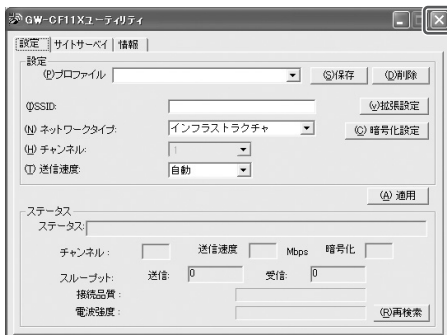 GW-CF11Xユーティリティ
設定 サイトサーベイ 情報
設定
(P)プロファイル (S)保存 (D)削除
(I)SSID: (V)拡張設定
(N) ネットワークタイプ: インフラストラクチャ (C) 暗号化設定
(H) チャンネル: 1
(T) 送信速度: 自動
(A) 適用
ステータス
ステータス:
チャンネル: 送信速度 Mbps 暗号化
スループット: 送信: 0 受信: 0
接続品質:
電波強度: (R)再検索